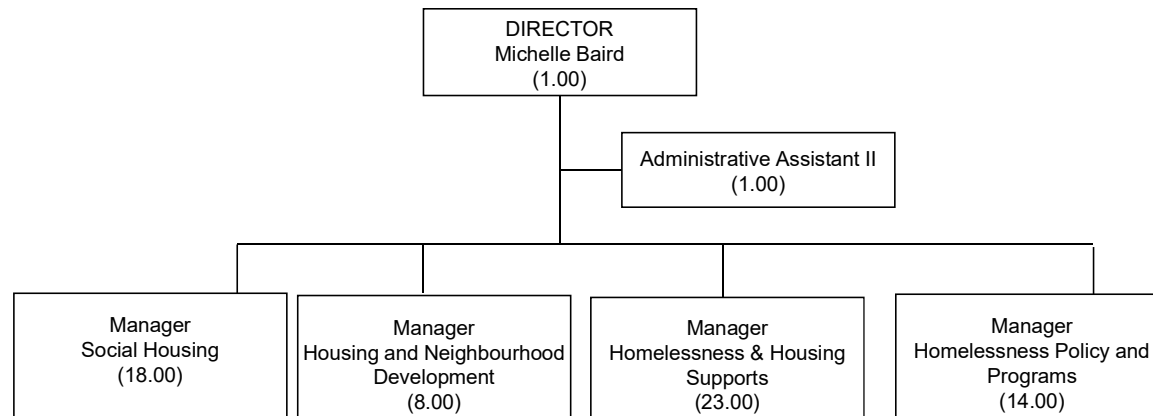 DIRECTOR
Michelle Baird
(1.00)
Administrative Assistant II
(1.00)
Manager
Social Housing
(18.00)
Manager
Housing and Neighbourhood
Development
(8.00)
Manager
Homelessness & Housing
Supports
(23.00)
Manager
Homelessness Policy and
Programs
(14.00)